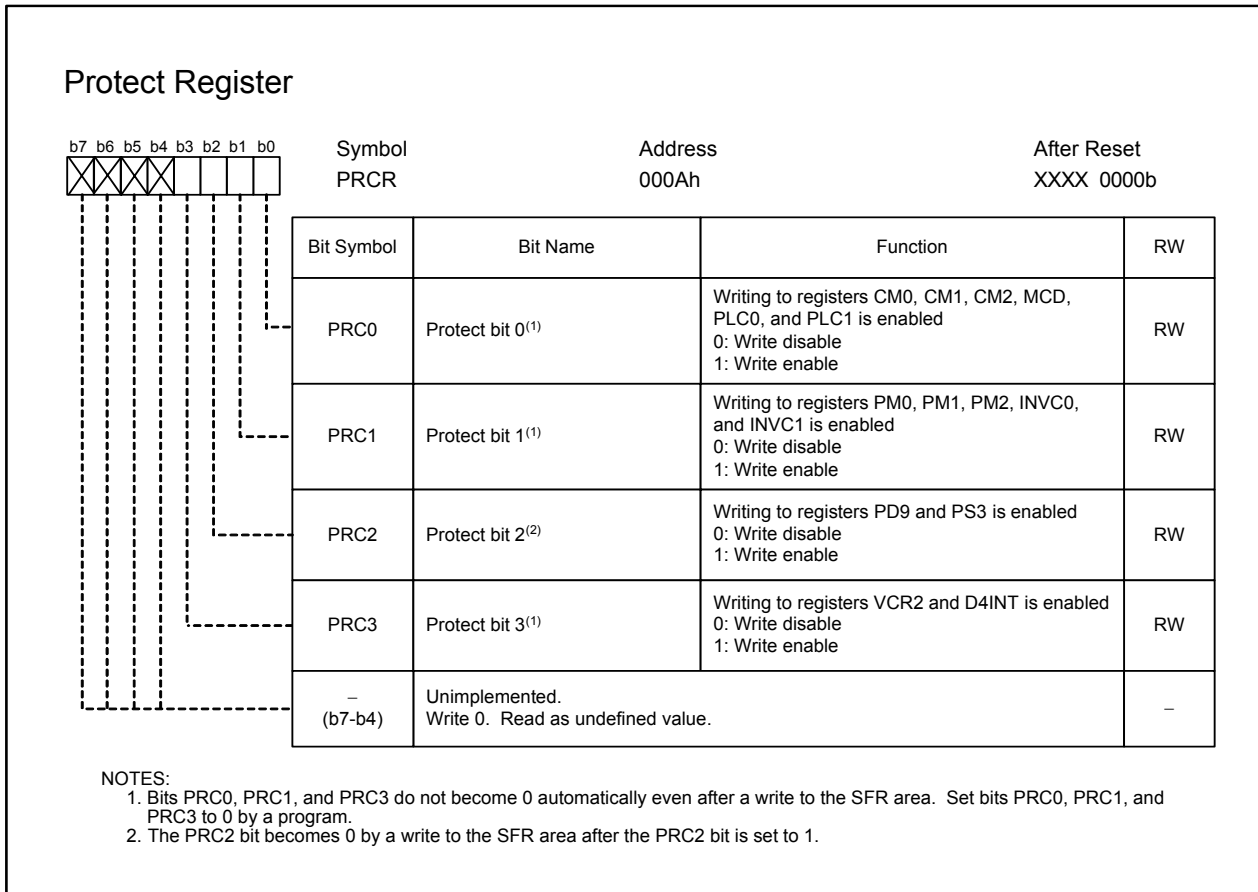 Protect Register
b7 b6 b5 b4 b3 b2 b1 b0
Symbol Address After Reset
PRCR 000Ah XXXX 0000b
Bit Symbol Bit Name Function RW
PRC0 Protect bit 0(1) Writing to registers CM0, CM1, CM2, MCD,
PLC0, and PLC1 is enabled
0: Write disable
1: Write enable RW
PRC1 Protect bit 1(1) Writing to registers PM0, PM1, PM2, INVC0,
and INVC1 is enabled
0: Write disable
1: Write enable RW
PRC2 Protect bit 2(2) Writing to registers PD9 and PS3 is enabled
0: Write disable
1: Write enable RW
PRC3 Protect bit 3(1) Writing to registers VCR2 and D4INT is enabled
0: Write disable
1: Write enable RW
–
(b7-b4) Unimplemented.
Write 0. Read as undefined value. –
NOTES:
1. Bits PRC0, PRC1, and PRC3 do not become 0 automatically even after a write to the SFR area. Set bits PRC0, PRC1, and
PRC3 to 0 by a program.
2. The PRC2 bit becomes 0 by a write to the SFR area after the PRC2 bit is set to 1.